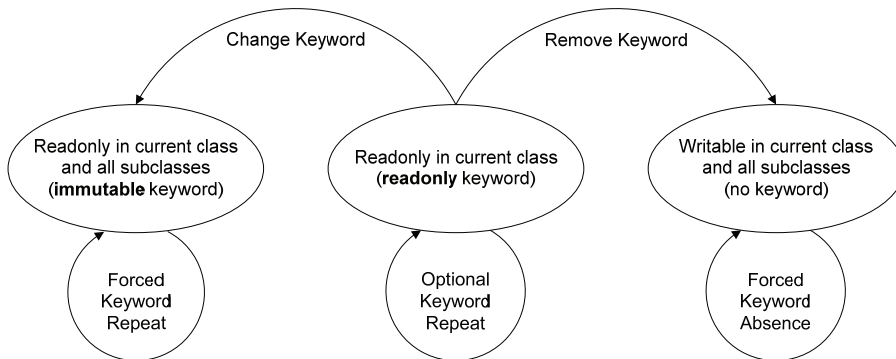 Change Keyword
Remove Keyword
Readonly in current class
and all subclasses
(immutable keyword)
Readonly in current class
(readonly keyword)
Writable in current class
and all subclasses
(no keyword)
Forced
Keyword
Repeat
Optional
Keyword
Repeat
Forced
Keyword
Absence